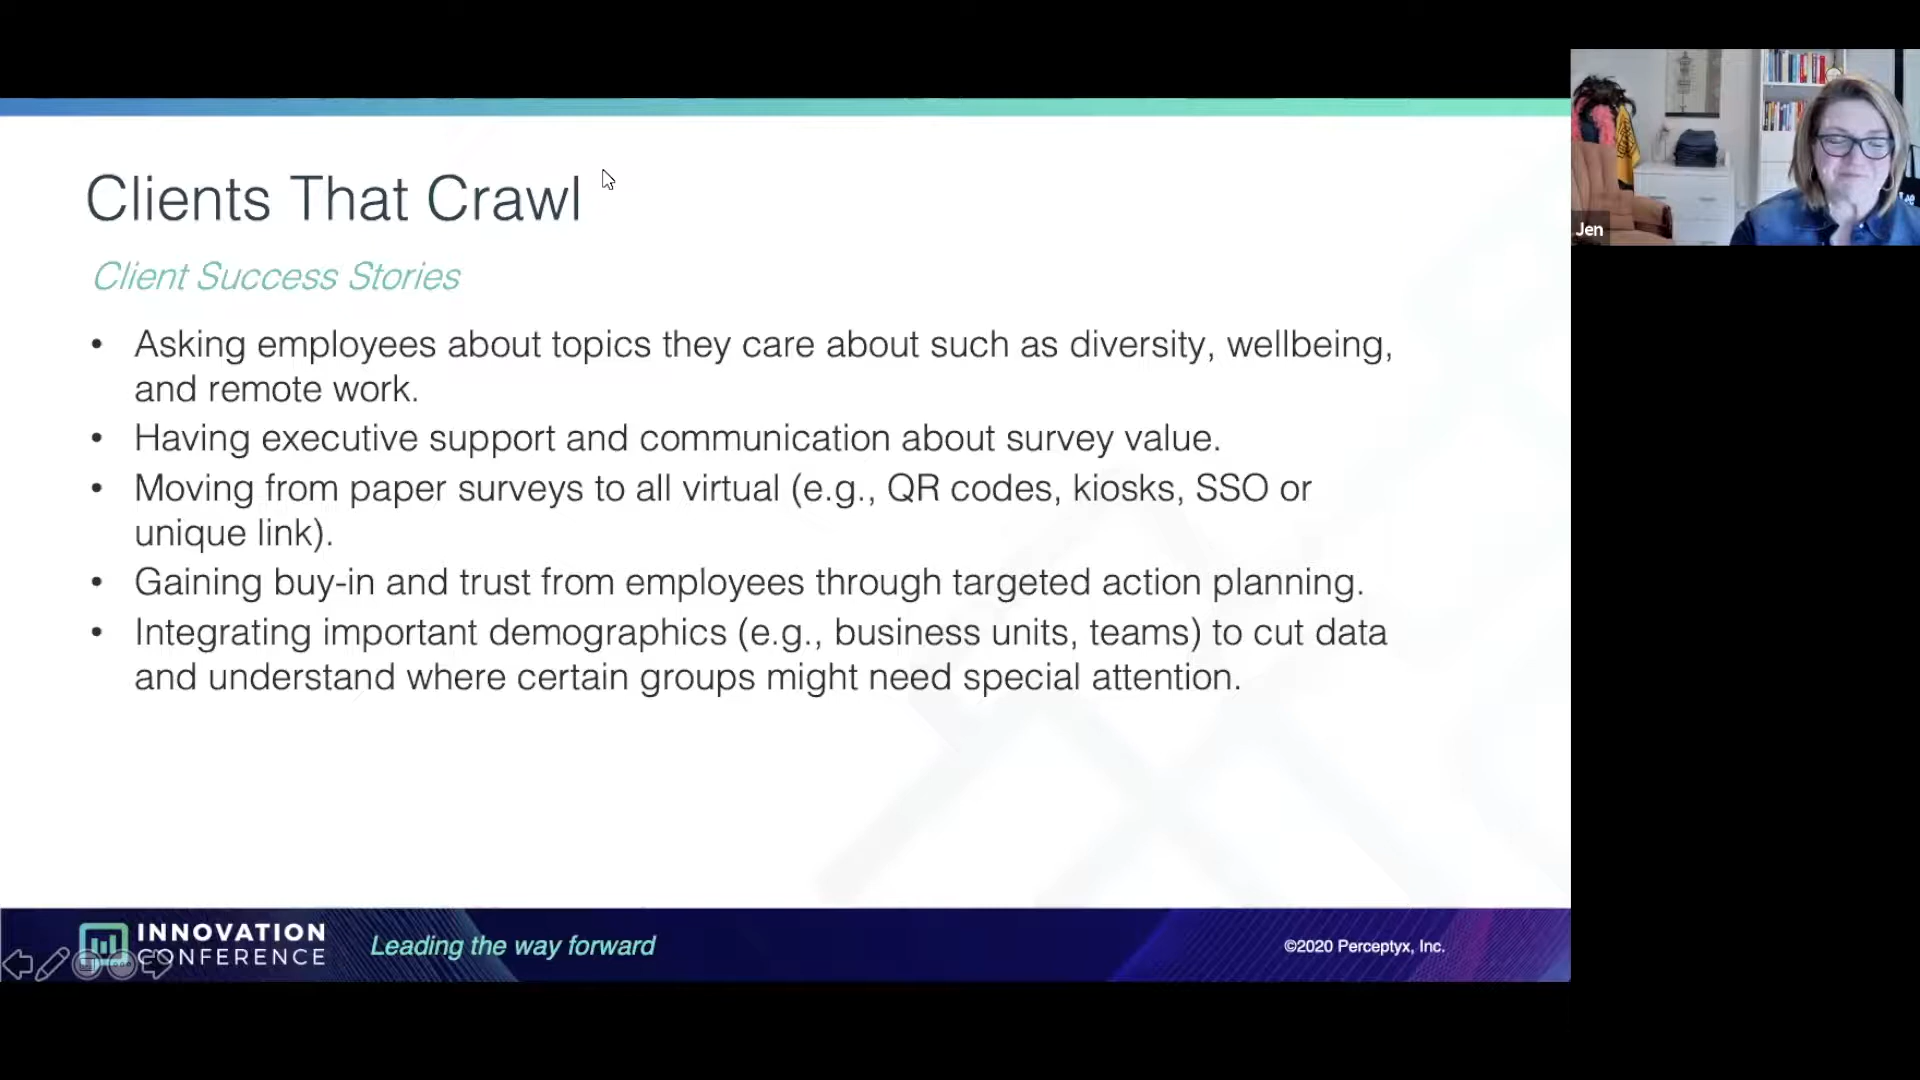 Clients That Crawl
Client Success Stories
• Asking employees about topics they care about such as diversity, wellbeing,
and remote work.
• Having executive support and communication about survey value.
• Moving from paper surveys to all virtual (e.g., QR codes, kiosks, SSO or
unique link).
• Gaining buy-in and trust from employees through targeted action planning.
• Integrating important demographics (e.g., business units, teams) to cut data
and understand where certain groups might need special attention.
INNOVATION
CONFERENCE
Leading the way forward
©2020 Perceptyx, Inc.
Jen